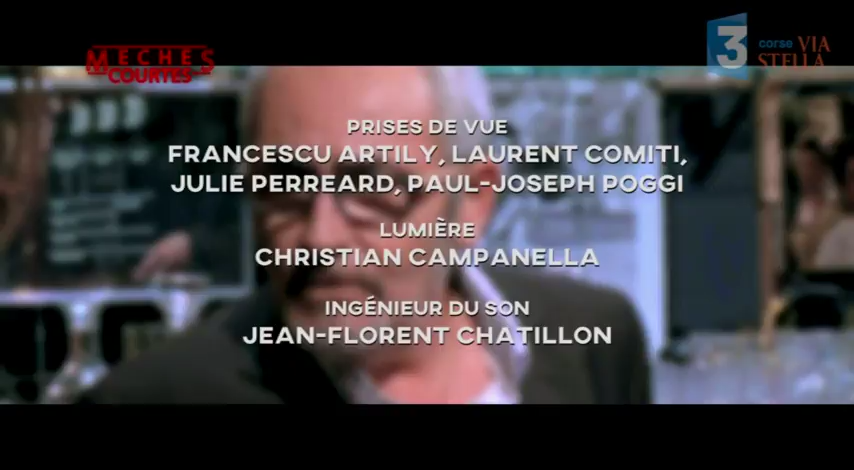 MECHES
COURTES
3 corse VIA
STELLA
PRISES DE VUE
FRANCESCU ARTILY, LAURENT COMITI,
JULIE PERREARD, PAUL-JOSEPH POGGI
LUMIÈRE
CHRISTIAN CAMPANELLA
INGÉNIEUR DU SON
JEAN-FLORENT CHATILLON